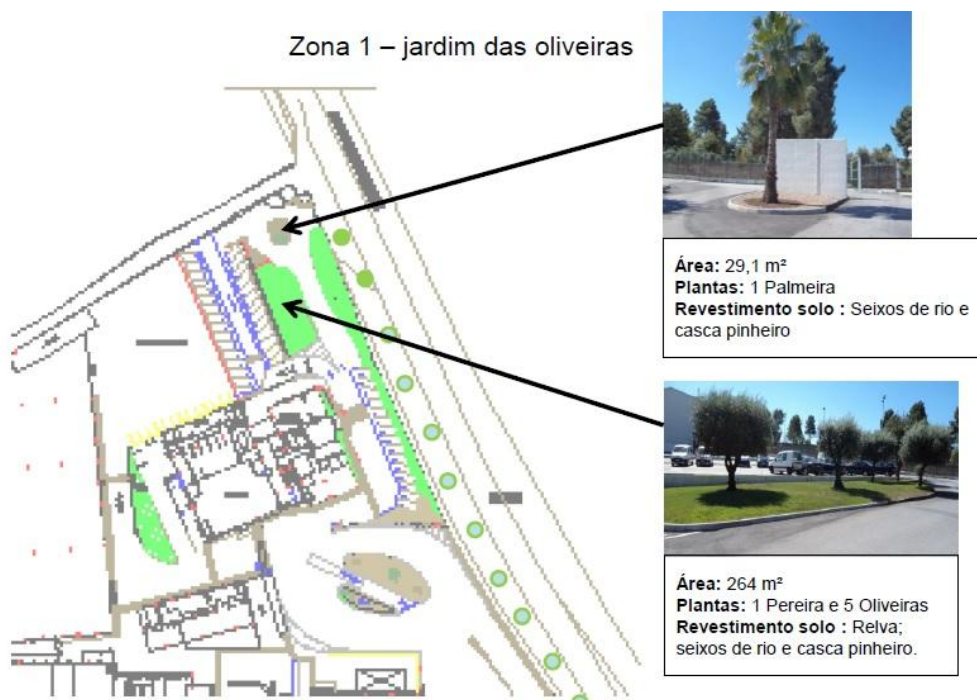 Zona 1 – jardim das oliveiras
Área: 29,1 m²
Plantas: 1 Palmeira
Revestimento solo : Seixos de rio e
casca pinheiro
Área: 264 m²
Plantas: 1 Pereira e 5 Oliveiras
Revestimento solo : Relva;
seixos de rio e casca pinheiro.